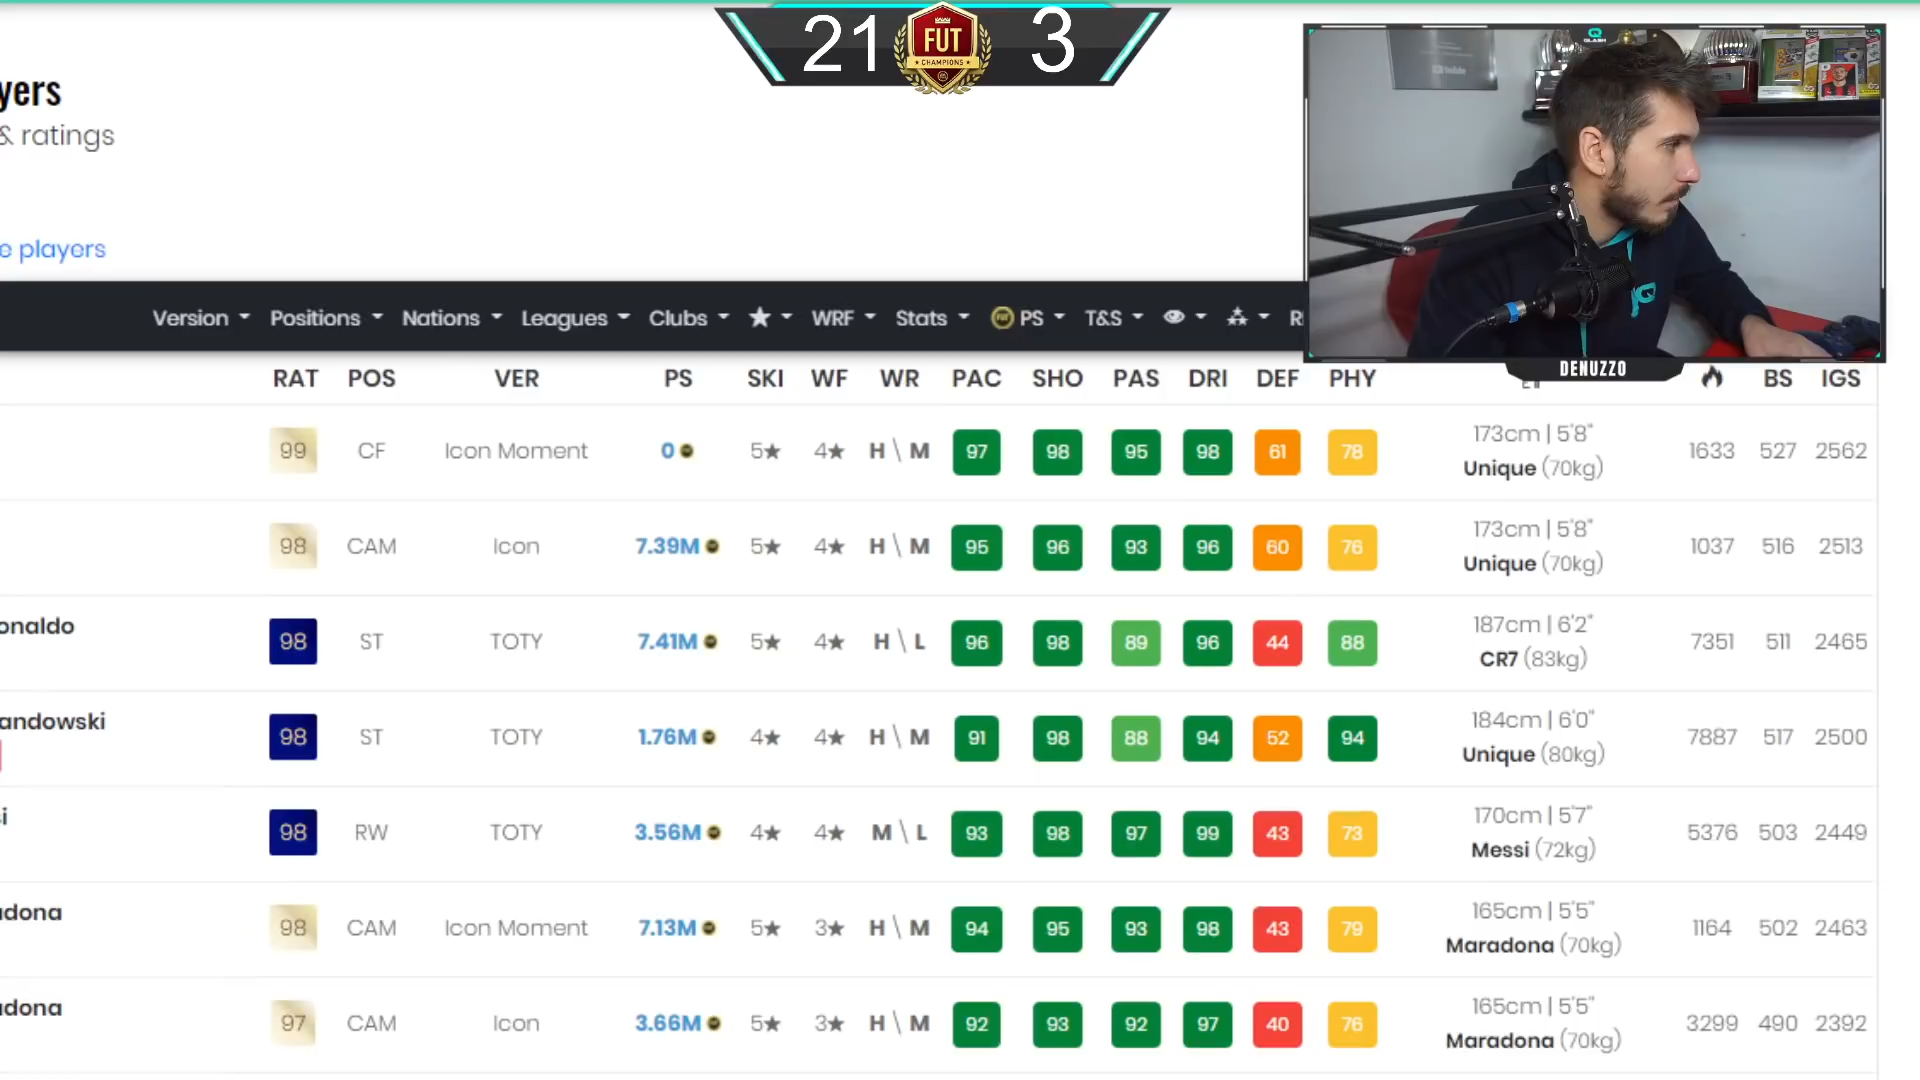 21 FUT CHAMPIONS 3
yers
& ratings
e players
DENUZZO
Version Positions Nations Leagues Clubs ★ WRF Stats PS T&S R
RAT POS VER PS SKI WF WR PAC SHO PAS DRI DEF PHY BS IGS
99 CF Icon Moment 0 5★ 4★ H \ M 97 98 95 98 61 78 173cm | 5'8" 1633 527 2562
Unique (70kg)
98 CAM Icon 7.39M 5★ 4★ H \ M 95 96 93 96 60 76 173cm | 5'8" 1037 516 2513
Unique (70kg)
onaldo
98 ST TOTY 7.41M 5★ 4★ H \ L 96 98 89 96 44 88 187cm | 6'2" 7351 511 2465
CR7 (83kg)
andowski
98 ST TOTY 1.76M 4★ 4★ H \ M 91 98 88 94 52 94 184cm | 6'0" 7887 517 2500
Unique (80kg)
si
98 RW TOTY 3.56M 4★ 4★ M \ L 93 98 97 99 43 73 170cm | 5'7" 5376 503 2449
Messi (72kg)
adona
98 CAM Icon Moment 7.13M 5★ 3★ H \ M 94 95 93 98 43 79 165cm | 5'5" 1164 502 2463
Maradona (70kg)
adona
97 CAM Icon 3.66M 5★ 3★ H \ M 92 93 92 97 40 76 165cm | 5'5" 3299 490 2392
Maradona (70kg)